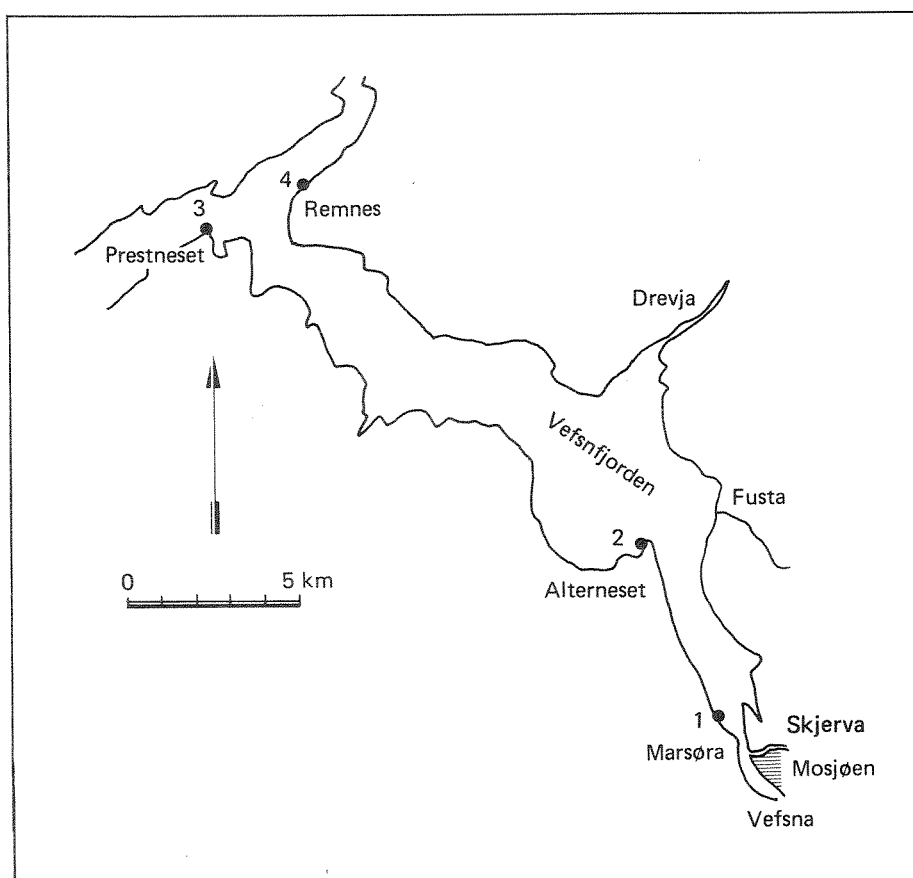 4
Remnes
3
Prestneset
Drevja
Vefsnfjorden
Fusta
2
Alterneset
0 5 km
1
Marsøra
Skjerva
Mosjøen
Vefsna